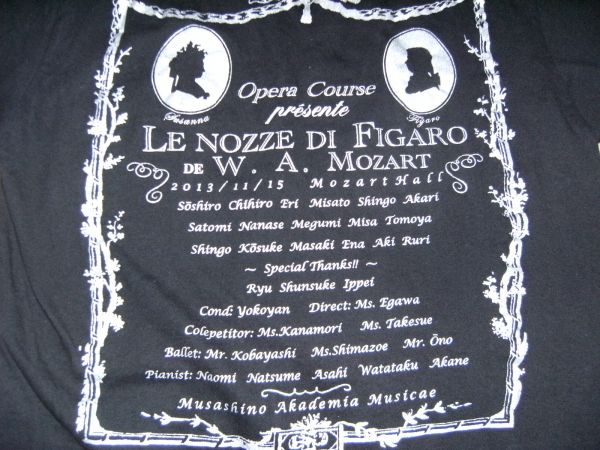 Opera Course
présente
Susanna
Figaro
LE NOZZE DI FIGARO
DE W. A. MOZART
2013/11/15 Mozart Hall
Sōshiro Chihiro Eri Misato Shingo Akari
Satomi Nanase Megumi Misa Tomoya
Shingo Kōsuke Masaki Ena Aki Ruri
~ Special Thanks!! ~
Ryu Shunsuke Ippei
Cond: Yokoyan Direct: Ms. Egawa
Colepetitor: Ms.Kanamori Ms. Takesue
Ballet: Mr. Kobayashi Ms.Shimazoe Mr. Ōno
Pianist: Naomi Natsume Asahi Watataku Akane
Musashino Akademia Musicae